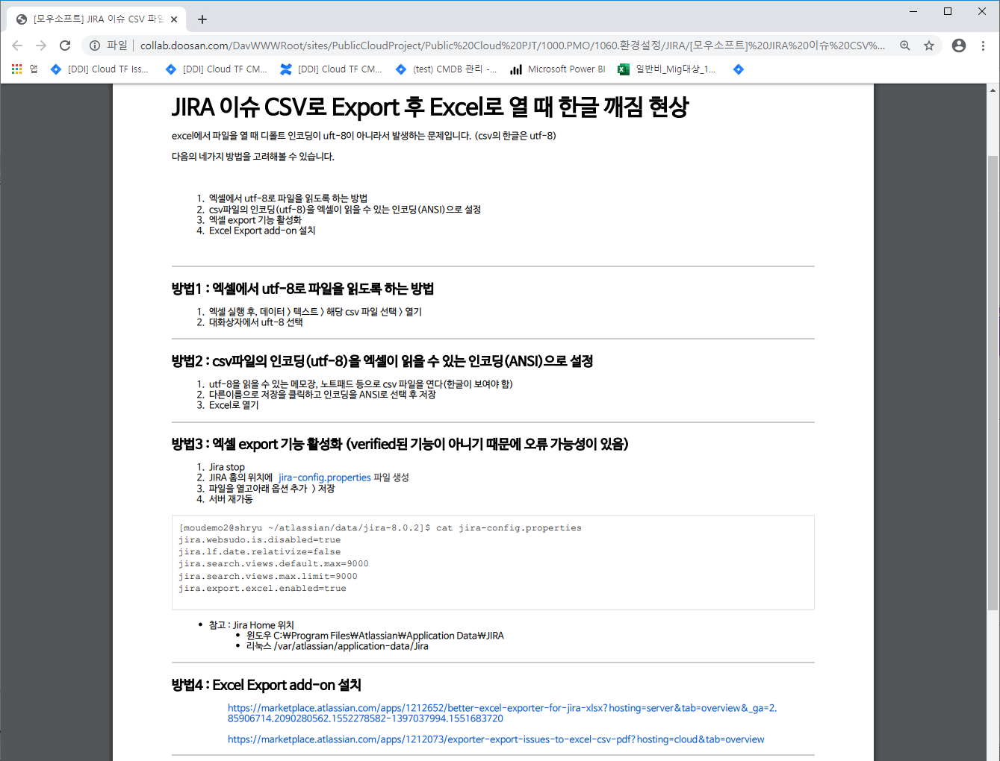 [모우소프트] JIRA 이슈 CSV 파일
파일 collab.doosan.com/DavWWWRoot/sites/PublicCloudProject/Public%20Cloud%20PJT/1000.PMO/1060.환경설정/JIRA/[모우소프트]%20JIRA%20이슈%20CSV%...
앱 [DDI] Cloud TF Iss... [DDI] Cloud TF CM... [DDI] Cloud TF CM... (test) CMDB 관리 -... Microsoft Power BI 일반비_Mig대상_1...
JIRA 이슈 CSV로 Export 후 Excel로 열 때 한글 깨짐 현상
excel에서 파일을 열 때 디폴트 인코딩이 uft-8이 아니라서 발생하는 문제입니다. (csv의 한글은 utf-8)
다음의 네가지 방법을 고려해볼 수 있습니다.
1. 엑셀에서 utf-8로 파일을 읽도록 하는 방법
2. csv파일의 인코딩(utf-8)을 엑셀이 읽을 수 있는 인코딩(ANSI)으로 설정
3. 엑셀 export 기능 활성화
4. Excel Export add-on 설치
방법1 : 엑셀에서 utf-8로 파일을 읽도록 하는 방법
1. 엑셀 실행 후, 데이터 > 텍스트 > 해당 csv 파일 선택 > 열기
2. 대화상자에서 uft-8 선택
방법2 : csv파일의 인코딩(utf-8)을 엑셀이 읽을 수 있는 인코딩(ANSI)으로 설정
1. utf-8을 읽을 수 있는 메모장, 노트패드 등으로 csv 파일을 연다(한글이 보여야 함)
2. 다른이름으로 저장을 클릭하고 인코딩을 ANSI로 선택 후 저장
3. Excel로 열기
방법3 : 엑셀 export 기능 활성화 (verified된 기능이 아니기 때문에 오류 가능성이 있음)
1. Jira stop
2. JIRA 홈의 위치에 jira-config.properties 파일 생성
3. 파일을 열고아래 옵션 추가 > 저장
4. 서버 재가동
[moudemo2@shryu ~/atlassian/data/jira-8.0.2]$ cat jira-config.properties
jira.websudo.is.disabled=true
jira.lf.date.relativize=false
jira.search.views.default.max=9000
jira.search.views.max.limit=9000
jira.export.excel.enabled=true
• 참고 : Jira Home 위치
• 윈도우 C:₩Program Files₩Atlassian₩Application Data₩JIRA
• 리눅스 /var/atlassian/application-data/Jira
방법4 : Excel Export add-on 설치
https://marketplace.atlassian.com/apps/1212652/better-excel-exporter-for-jira-xlsx?hosting=server&tab=overview&_ga=2.
85906714.2090280562.1552278582-1397037994.1551683720
https://marketplace.atlassian.com/apps/1212073/exporter-export-issues-to-excel-csv-pdf?hosting=cloud&tab=overview